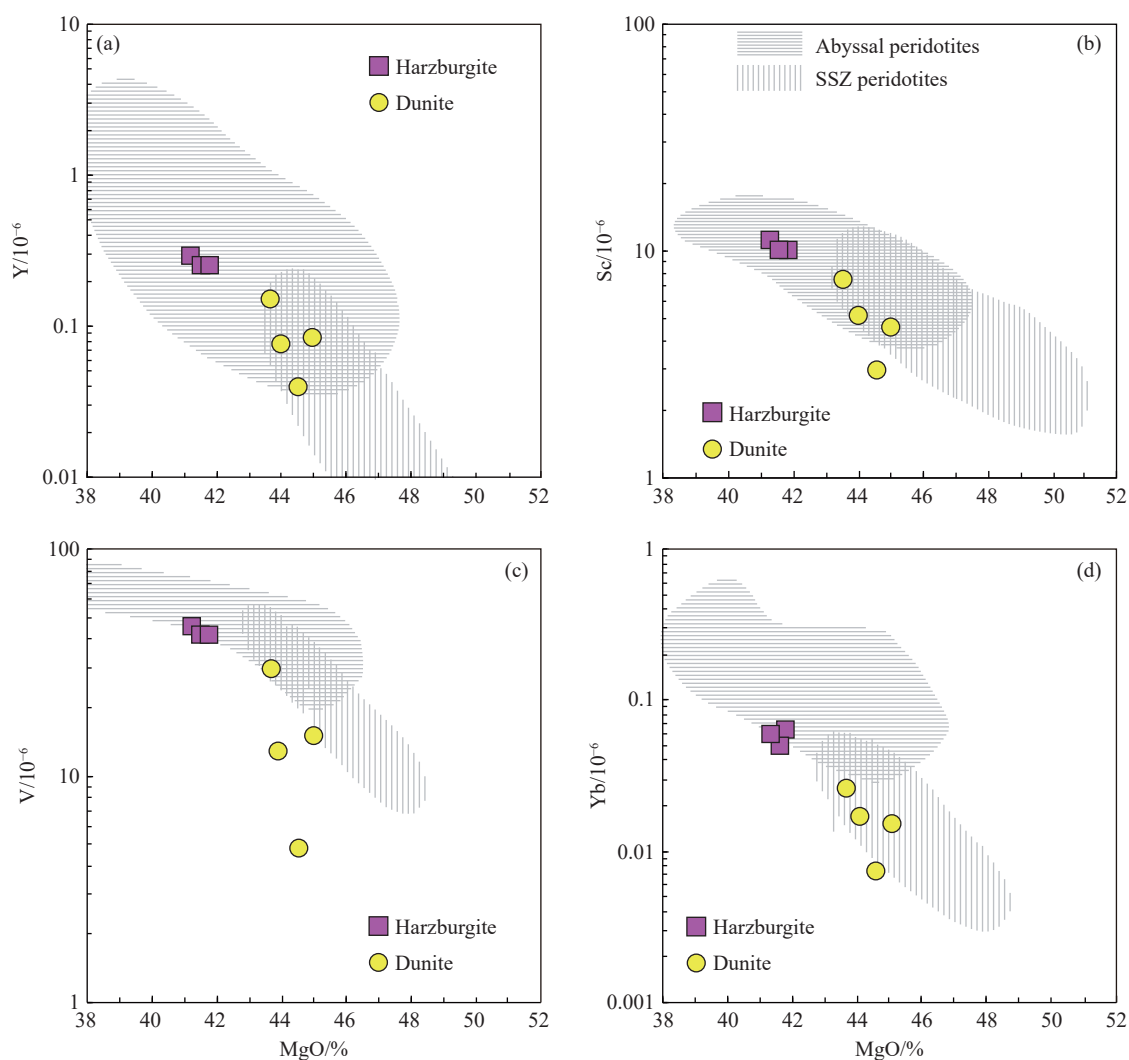 (a)
10
1
0.1
0.01
Y/10⁻⁶
Harzburgite
Dunite
38 40 42 44 46 48 50 52
(b)
100
10
1
Sc/10⁻⁶
Abyssal peridotites
SSZ peridotites
Harzburgite
Dunite
38 40 42 44 46 48 50 52
(c)
100
10
1
V/10⁻⁶
Harzburgite
Dunite
38 40 42 44 46 48 50 52
MgO/%
(d)
1
0.1
0.01
0.001
Yb/10⁻⁶
Harzburgite
Dunite
38 40 42 44 46 48 50 52
MgO/%